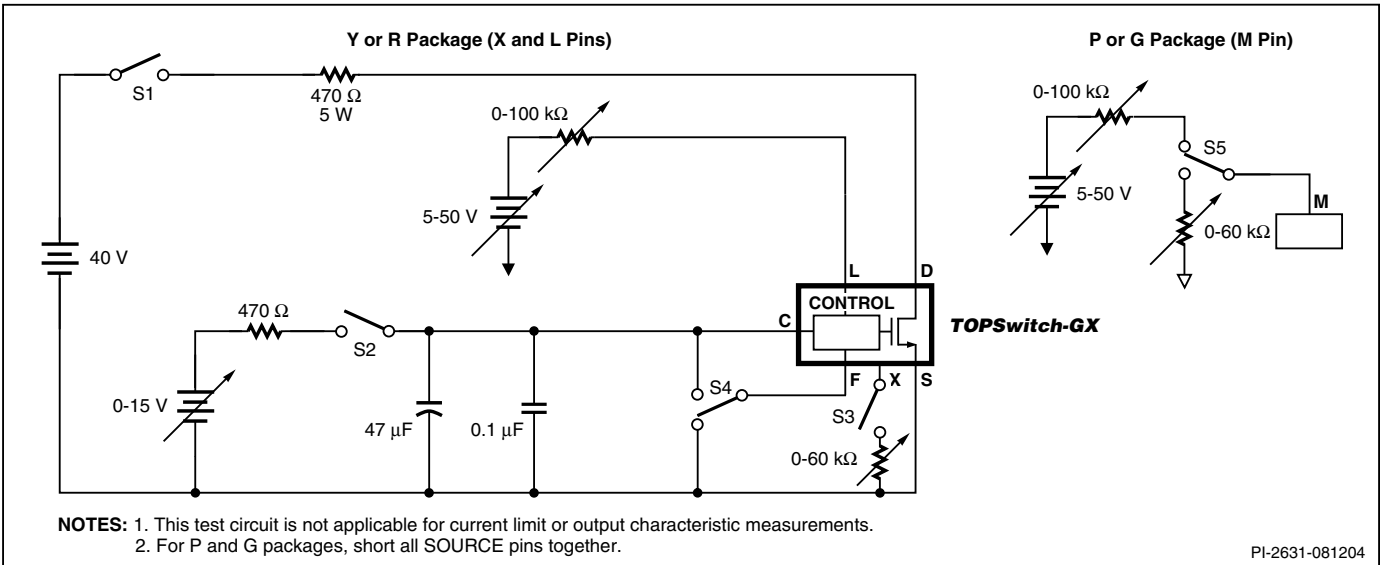 Y or R Package (X and L Pins)
P or G Package (M Pin)
S1
470 Ω
5 W
0-100 kΩ
5-50 V
40 V
470 Ω
S2
0-15 V
47 μF
0.1 μF
S4
L
D
CONTROL
C
TOPSwitch-GX
F
X
S
S3
0-60 kΩ
0-100 kΩ
S5
5-50 V
M
0-60 kΩ
NOTES: 1. This test circuit is not applicable for current limit or output characteristic measurements.
2. For P and G packages, short all SOURCE pins together.
PI-2631-081204